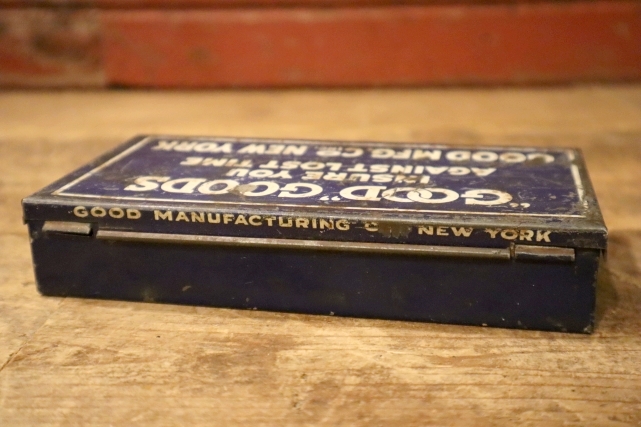 "GOOD" GOODS
INSURE YOU
AGAINST LOST TIME
GOOD MFG. CO. NEW YORK
GOOD MANUFACTURING C NEW YORK